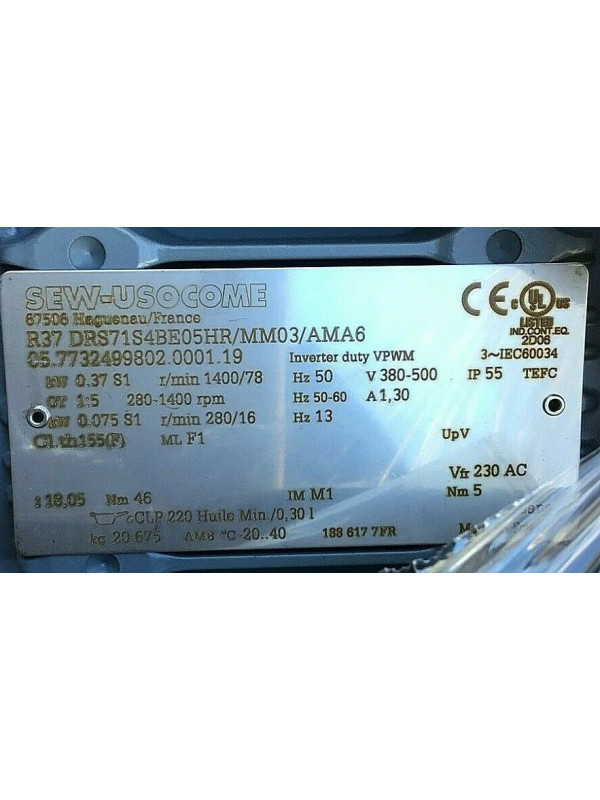 SEW-USOCOME
67506 Haguenau/France
CE c UL us
LISTED
IND.CONT.EQ.
2D06
R37 DRS71S4BE05HR/MM03/AMA6
05.7732499802.0001.19 Inverter duty VPWM 3~IEC60034
kW 0.37 S1 r/min 1400/78 Hz 50 V 380-500 IP 55 TEFC
1:5 280-1400 rpm Hz 50-60 A 1,30
kW 0.075 S1 r/min 280/16 Hz 13
Cl.th155(F) ML F1 UpV
Vfr 230 AC
i 18,05 Nm 46 IM M1 Nm 5
CLP 220 Huile Min./0,30 l
kg 20.675 AMB °C -20..40 188 617 7FR